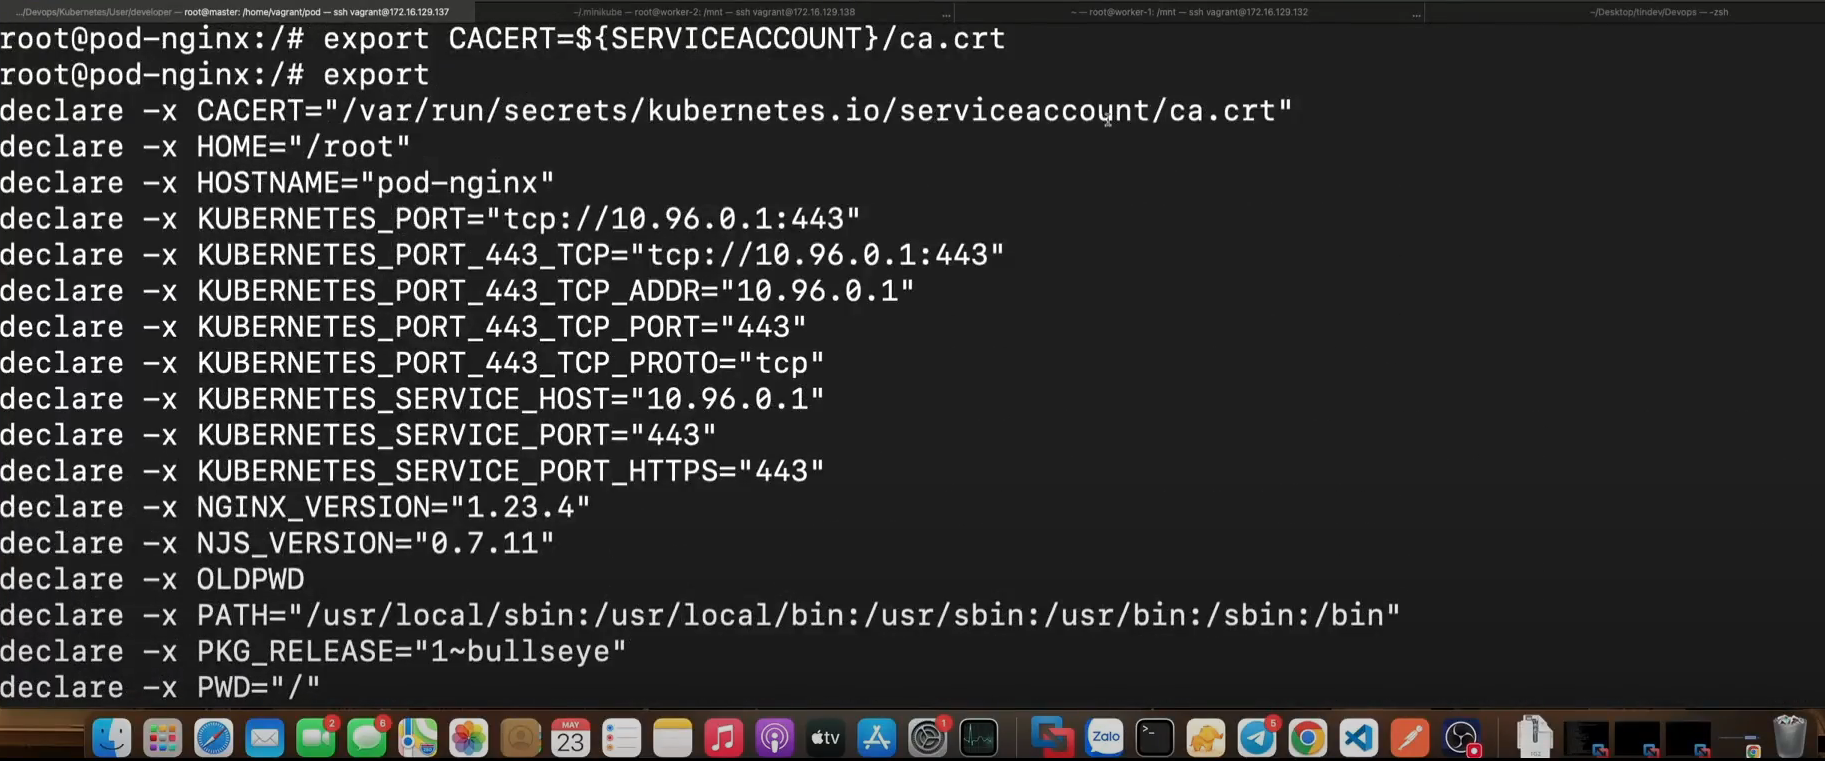 .../Devops/Kubernetes/User/developer — root@master: /home/vagrant/pod — ssh vagrant@172.16.129.137
~/.minikube — root@worker-2: /mnt — ssh vagrant@172.16.129.138 ...
~ — root@worker-1: /mnt — ssh vagrant@172.16.129.132 ...
~/Desktop/tindev/Devops — -zsh
root@pod-nginx:/# export CACERT=${SERVICEACCOUNT}/ca.crt
root@pod-nginx:/# export
declare -x CACERT="/var/run/secrets/kubernetes.io/serviceaccount/ca.crt"
declare -x HOME="/root"
declare -x HOSTNAME="pod-nginx"
declare -x KUBERNETES_PORT="tcp://10.96.0.1:443"
declare -x KUBERNETES_PORT_443_TCP="tcp://10.96.0.1:443"
declare -x KUBERNETES_PORT_443_TCP_ADDR="10.96.0.1"
declare -x KUBERNETES_PORT_443_TCP_PORT="443"
declare -x KUBERNETES_PORT_443_TCP_PROTO="tcp"
declare -x KUBERNETES_SERVICE_HOST="10.96.0.1"
declare -x KUBERNETES_SERVICE_PORT="443"
declare -x KUBERNETES_SERVICE_PORT_HTTPS="443"
declare -x NGINX_VERSION="1.23.4"
declare -x NJS_VERSION="0.7.11"
declare -x OLDPWD
declare -x PATH="/usr/local/sbin:/usr/local/bin:/usr/sbin:/usr/bin:/sbin:/bin"
declare -x PKG_RELEASE="1~bullseye"
declare -x PWD="/"
2
6
MAY
23
tv
1
Zalo
>_
5